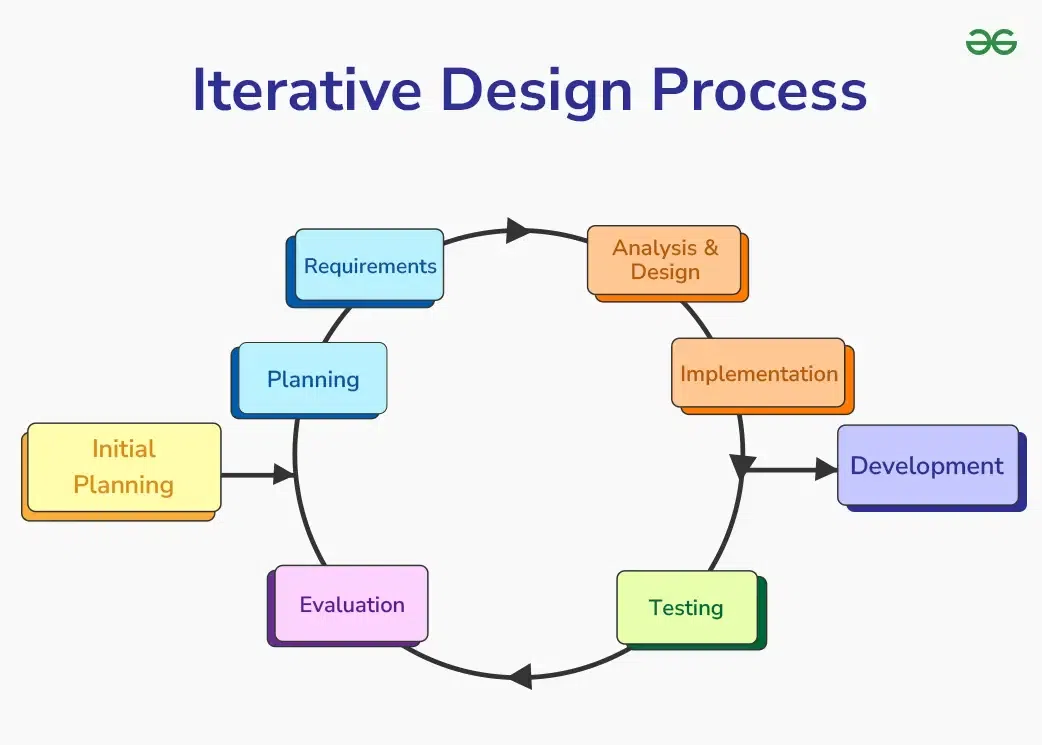 Iterative Design Process
Requirements
Analysis &
Design
Planning
Implementation
Initial
Planning
Development
Evaluation
Testing